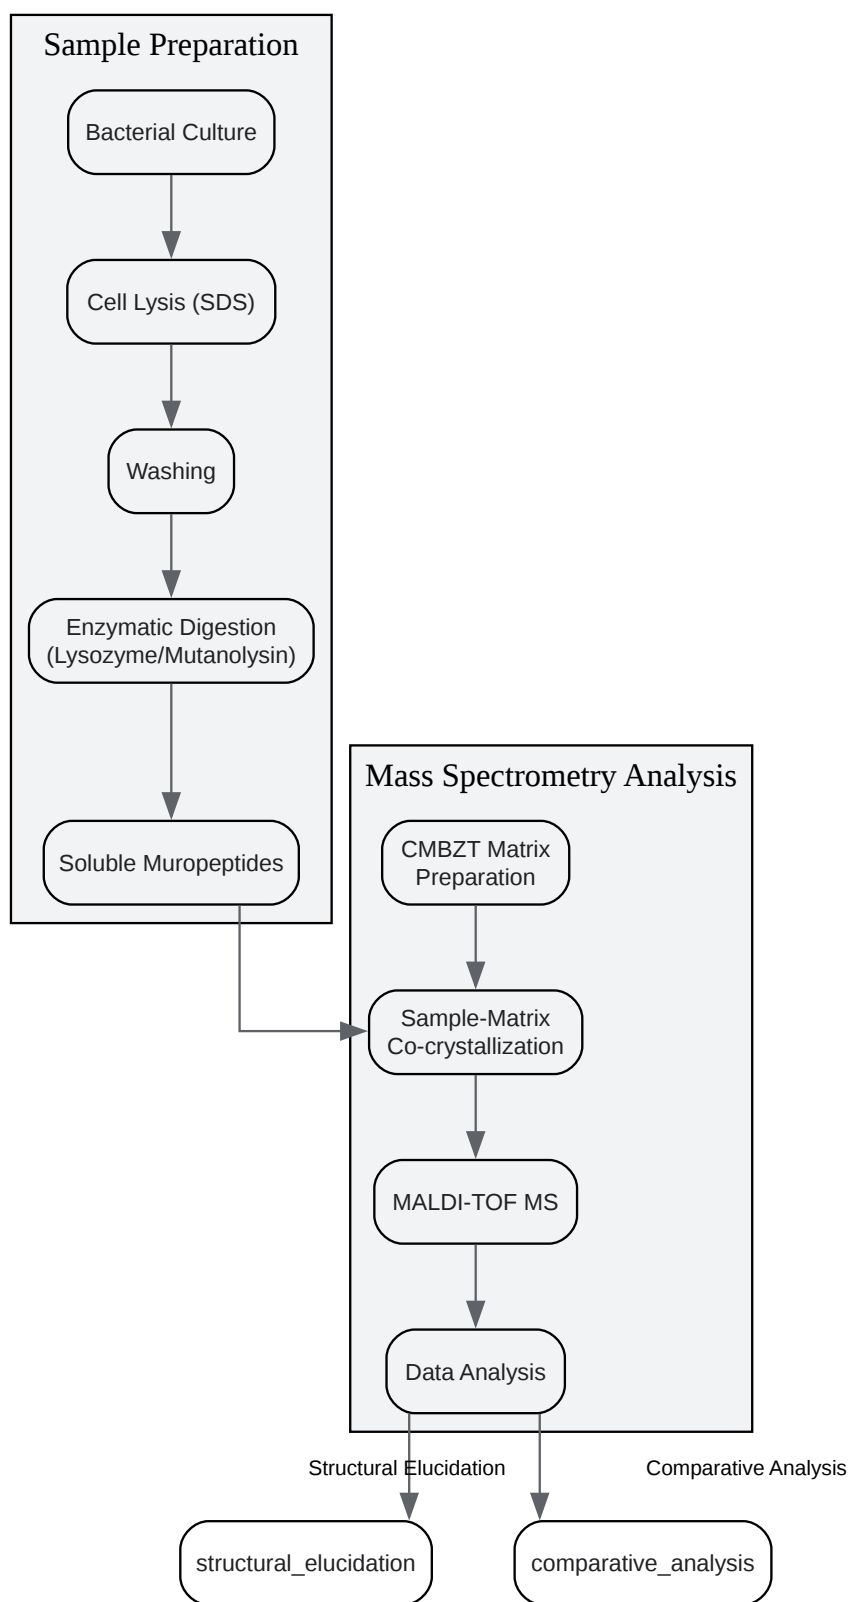 Sample Preparation
Bacterial Culture
Cell Lysis (SDS)
Washing
Enzymatic Digestion
(Lysozyme/Mutanolysin)
Soluble Muropeptides
Mass Spectrometry Analysis
CMBZT Matrix
Preparation
Sample-Matrix
Co-crystallization
MALDI-TOF MS
Data Analysis
Structural Elucidation
Comparative Analysis
structural_elucidation
comparative_analysis